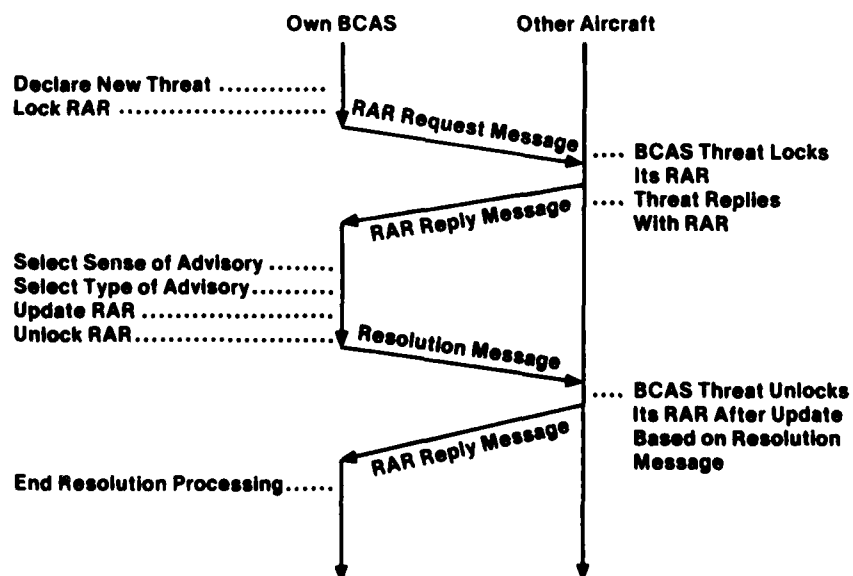 Own BCAS
Other Aircraft
Declare New Threat .............
Lock RAR .........................
RAR Request Message
.... BCAS Threat Locks
Its RAR
.... Threat Replies
With RAR
RAR Reply Message
Select Sense of Advisory ........
Select Type of Advisory ..........
Update RAR .......................
Unlock RAR ........................
Resolution Message
.... BCAS Threat Unlocks
Its RAR After Update
Based on Resolution
Message
RAR Reply Message
End Resolution Processing ......